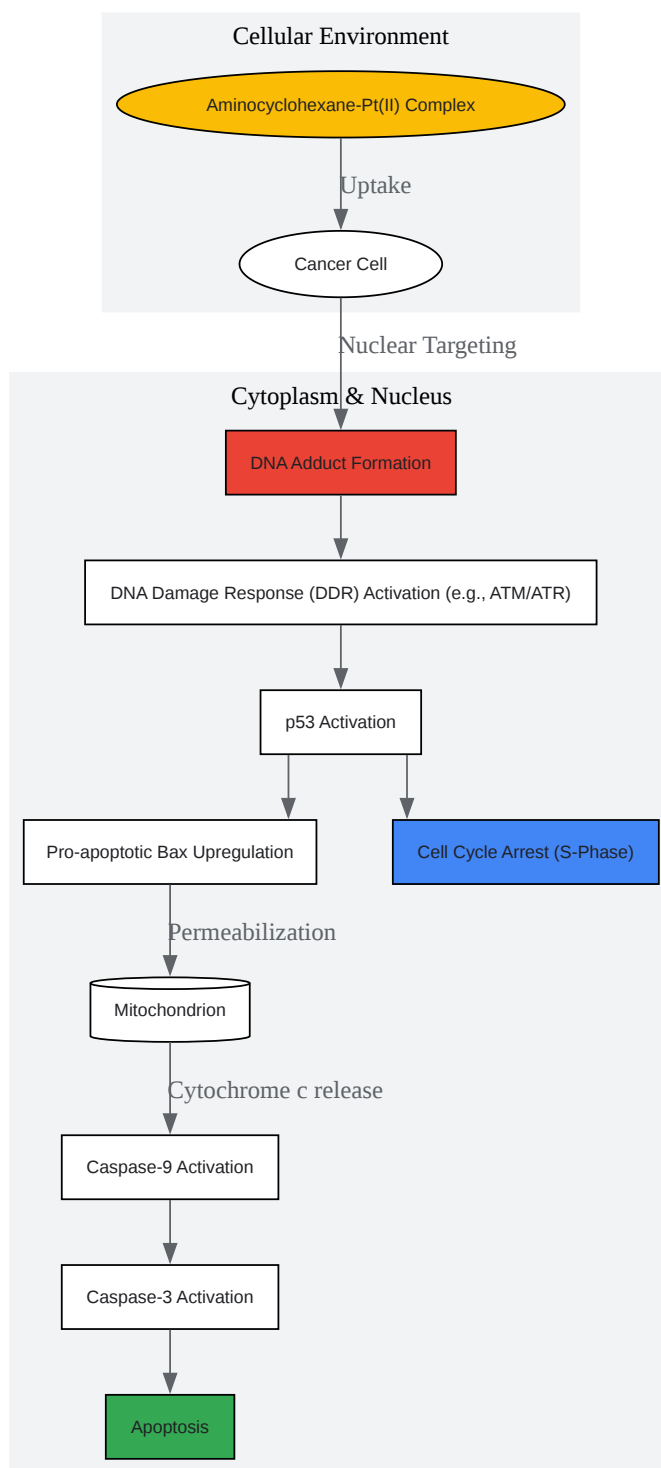 Cellular Environment
Aminocyclohexane-Pt(II) Complex
Uptake
Cancer Cell
Nuclear Targeting
Cytoplasm & Nucleus
DNA Adduct Formation
DNA Damage Response (DDR) Activation (e.g., ATM/ATR)
p53 Activation
Pro-apoptotic Bax Upregulation
Cell Cycle Arrest (S-Phase)
Permeabilization
Mitochondrion
Cytochrome c release
Caspase-9 Activation
Caspase-3 Activation
Apoptosis